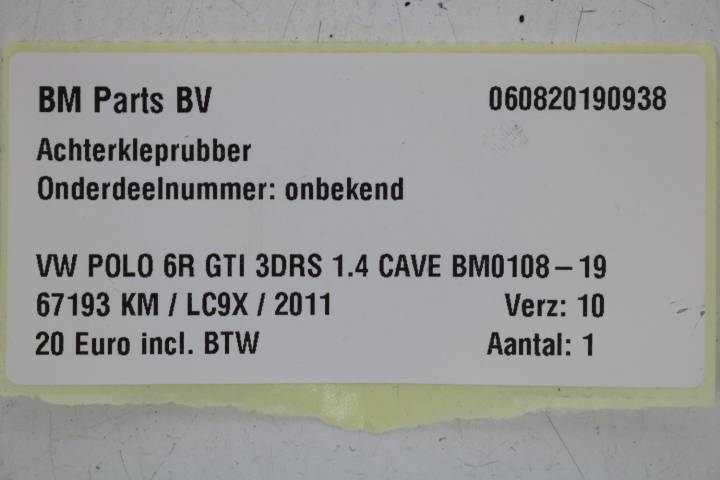 BM Parts BV 060820190938
Achterkleprubber
Onderdeelnummer: onbekend
VW POLO 6R GTI 3DRS 1.4 CAVE BM0108-19
67193 KM / LC9X / 2011 Verz: 10
20 Euro incl. BTW Aantal: 1